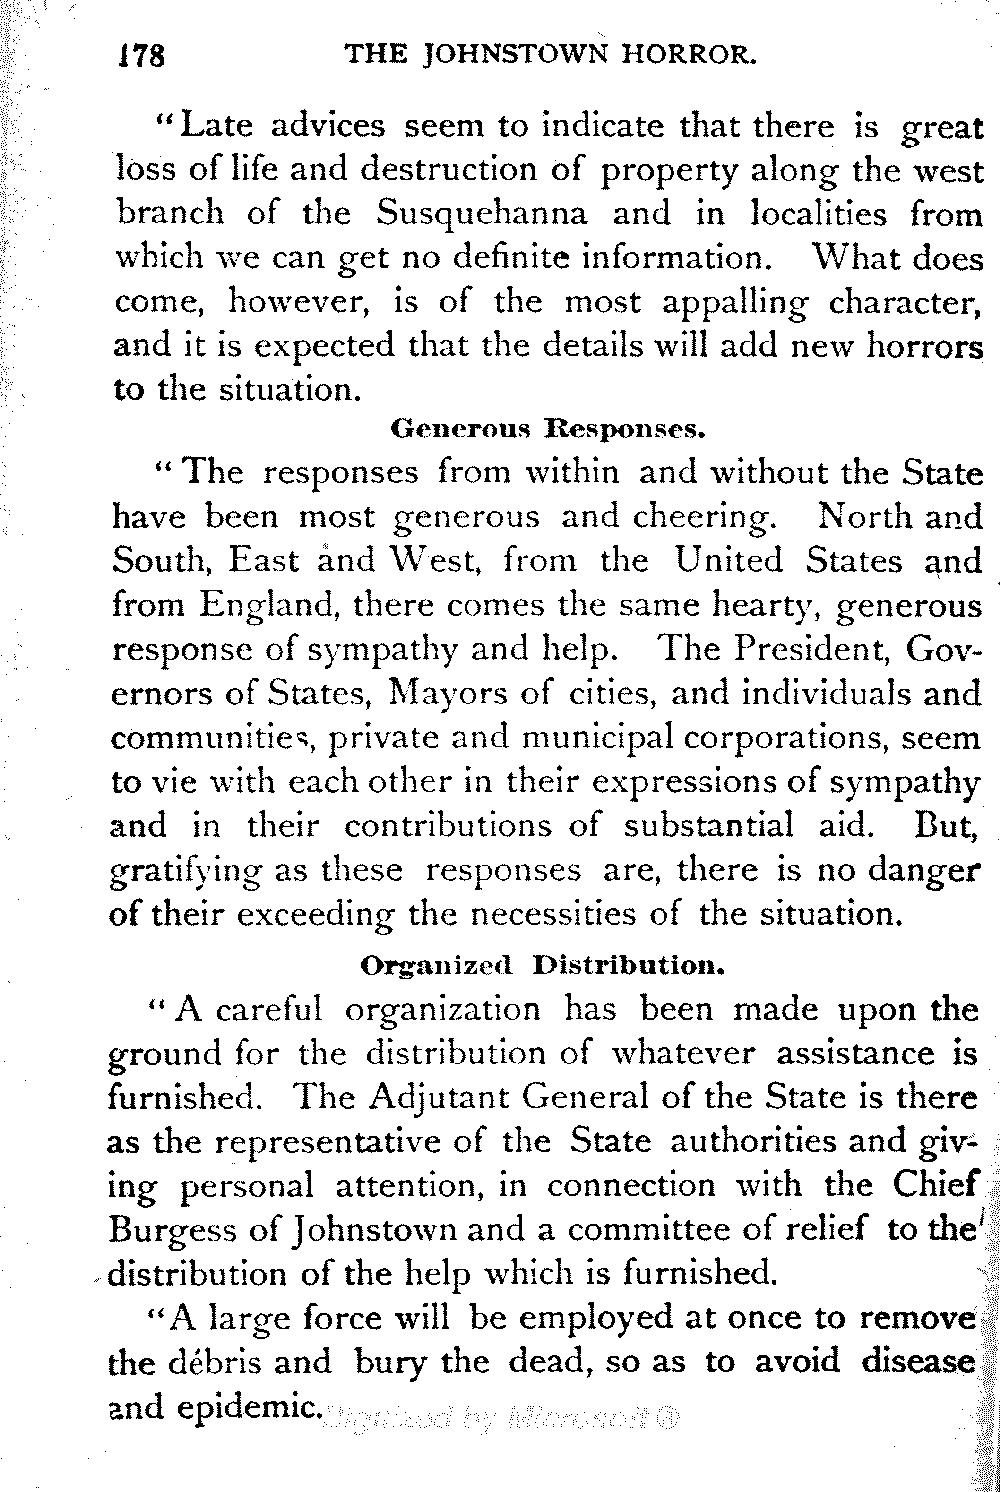 178 THE JOHNSTOWN HORROR.
“Late advices seem to indicate that there is great
loss of life and destruction of property along the west
branch of the Susquehanna and in localities from
which we can get no definite information. What does
come, however, is of the most appalling character,
and it is expected that the details will add new horrors
to the situation.
Generous Responses.
“The responses from within and without the State
have been most generous and cheering. North and
South, East and West, from the United States and
from England, there comes the same hearty, generous
response of sympathy and help. The President, Gov-
ernors of States, Mayors of cities, and individuals and
communities, private and municipal corporations, seem
to vie with each other in their expressions of sympathy
and in their contributions of substantial aid. But,
gratifying as these responses are, there is no danger
of their exceeding the necessities of the situation.
Organized Distribution.
“A careful organization has been made upon the
ground for the distribution of whatever assistance is
furnished. The Adjutant General of the State is there
as the representative of the State authorities and giv-
ing personal attention, in connection with the Chief
Burgess of Johnstown and a committee of relief to the
distribution of the help which is furnished.
“A large force will be employed at once to remove
the débris and bury the dead, so as to avoid disease
and epidemic.
Digitized by Microsoft®